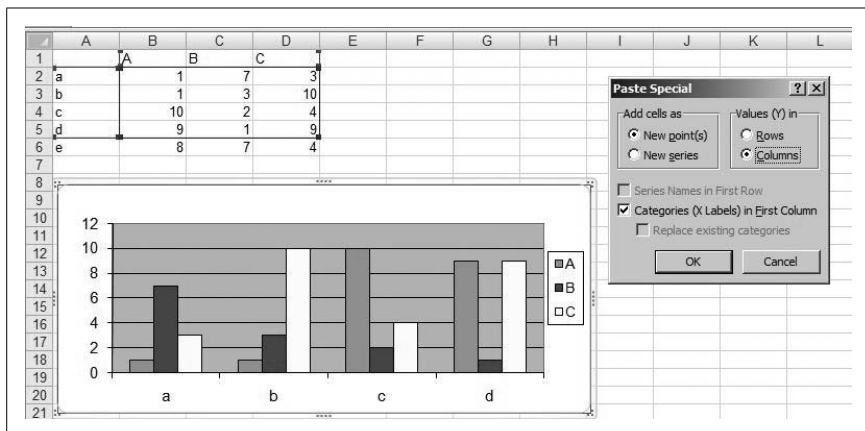 A B C D E F G H I J K L
1 A B C
2 a 1 7 3
3 b 1 3 10
4 c 10 2 4
5 d 9 1 9
6 e 8 7 4
7
8
9
10
11
12
13
14
15
16
17
18
19
20
21
12
10
8
6
4
2
0
a b c d
A
B
C
Paste Special
Add cells as
New point(s)
New series
Values (Y) in
Rows
Columns
Series Names in First Row
Categories (X Labels) in First Column
Replace existing categories
OK Cancel